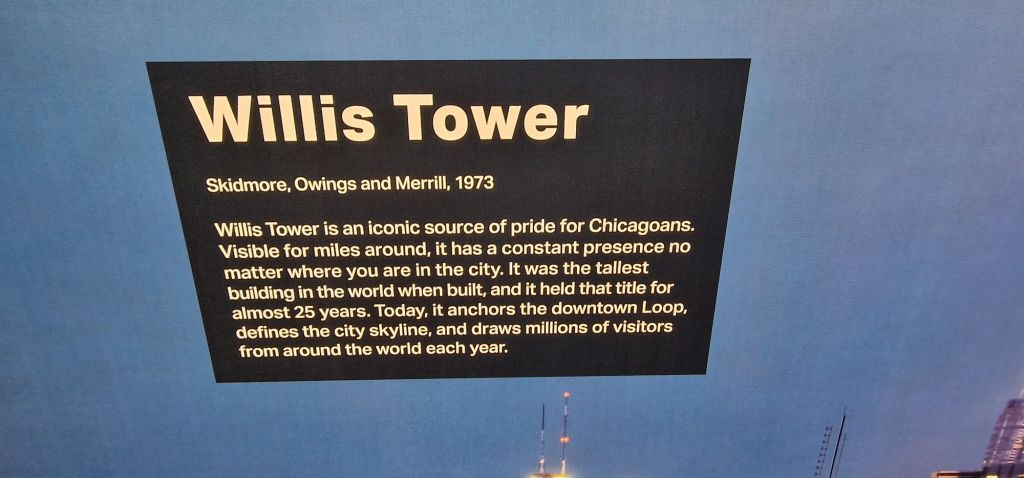 Willis Tower
Skidmore, Owings and Merrill, 1973
Willis Tower is an iconic source of pride for Chicagoans.
Visible for miles around, it has a constant presence no
matter where you are in the city. It was the tallest
building in the world when built, and it held that title for
almost 25 years. Today, it anchors the downtown Loop,
defines the city skyline, and draws millions of visitors
from around the world each year.